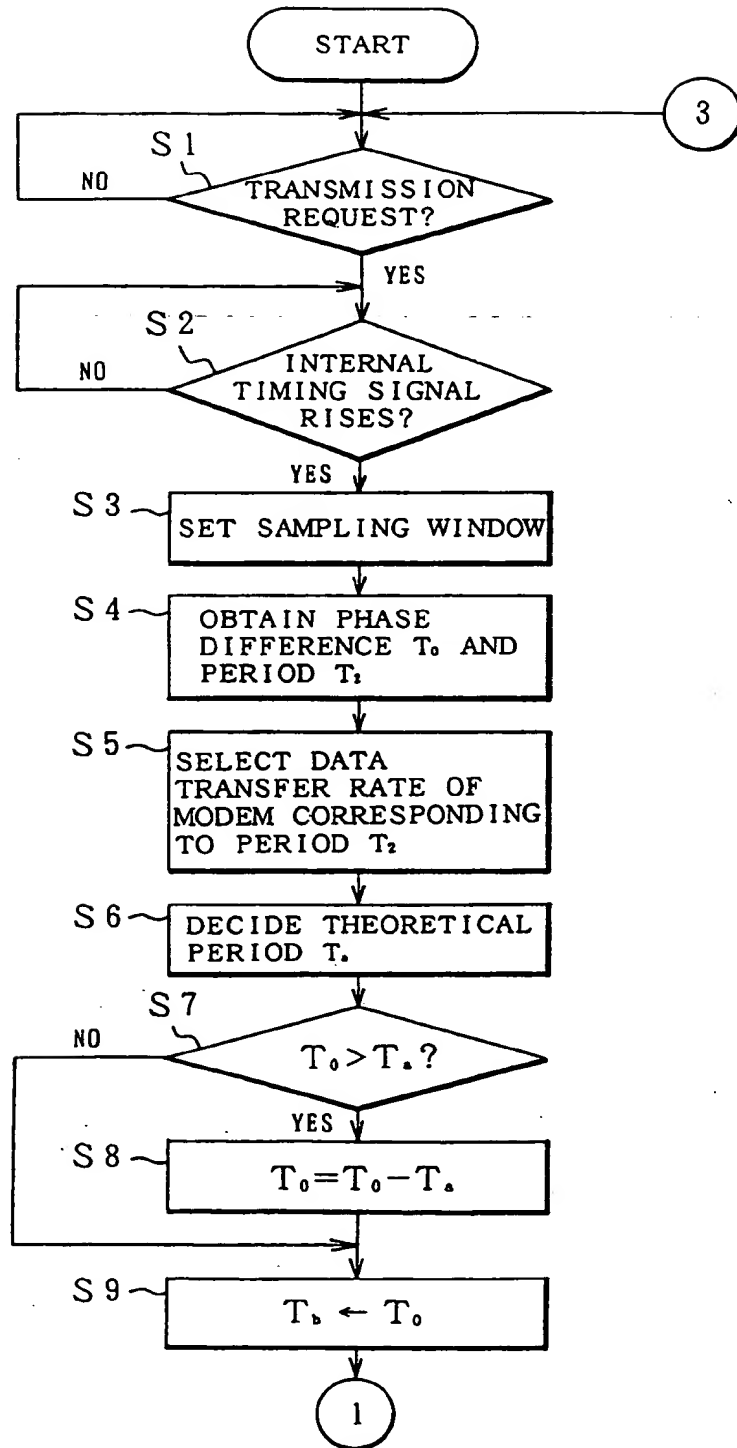 START
3
S1
NO
TRANSMISSION
REQUEST?
YES
S2
NO
INTERNAL
TIMING SIGNAL
RISES?
YES
S3
SET SAMPLING WINDOW
S4
OBTAIN PHASE
DIFFERENCE T₀ AND
PERIOD T₂
S5
SELECT DATA
TRANSFER RATE OF
MODEM CORRESPONDING
TO PERIOD T₂
S6
DECIDE THEORETICAL
PERIOD Tₐ
S7
NO
T₀>Tₐ?
YES
S8
T₀=T₀−Tₐ
S9
T_b ← T₀
1